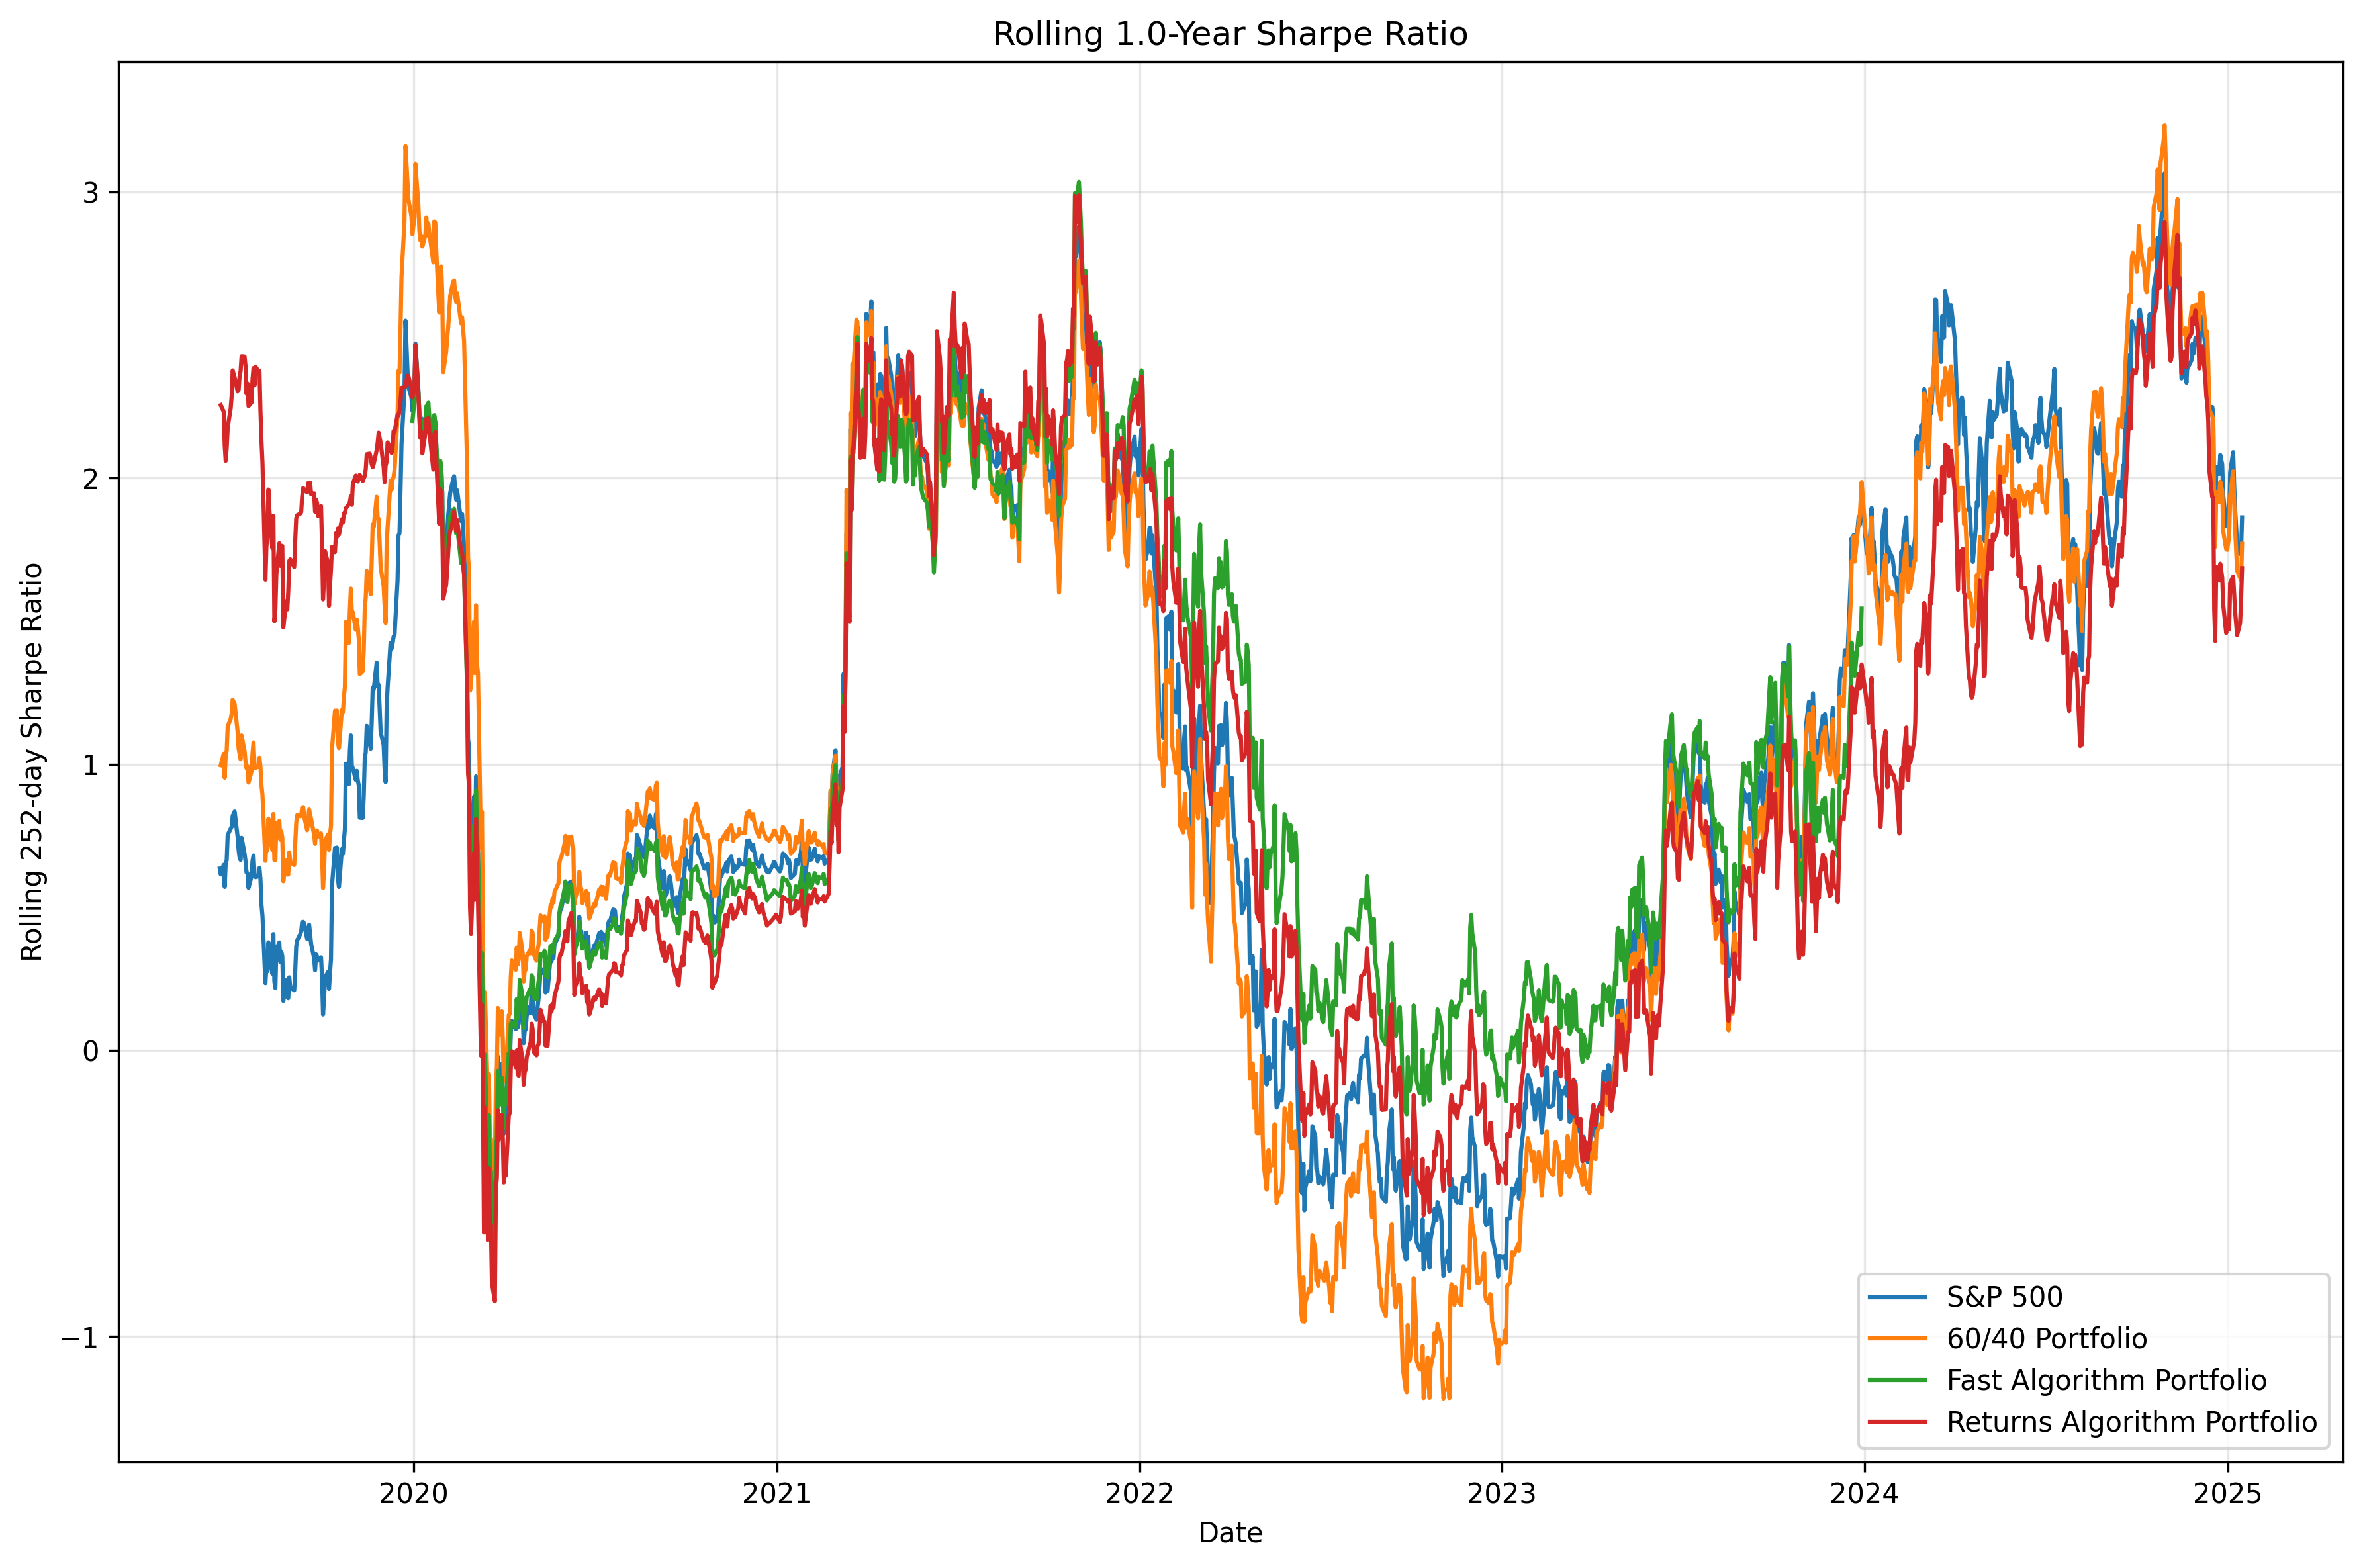 Rolling 1.0-Year Sharpe Ratio
Rolling 252-day Sharpe Ratio
3
2
1
0
−1
S&P 500
60/40 Portfolio
Fast Algorithm Portfolio
Returns Algorithm Portfolio
2020 2021 2022 2023 2024 2025
Date